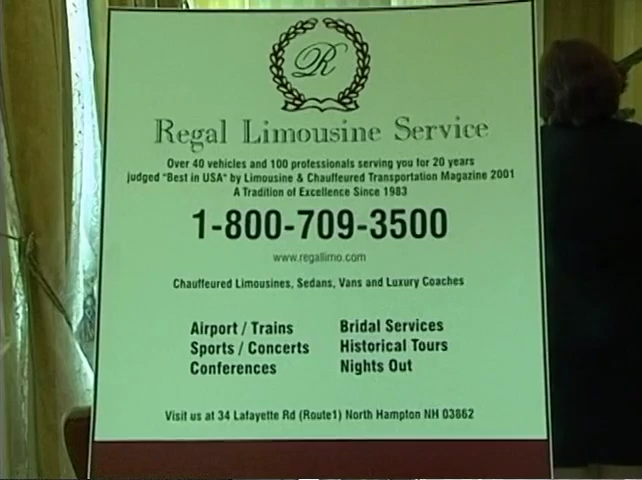 R
Regal Limousine Service
Over 40 vehicles and 100 professionals serving you for 20 years
judged "Best in USA" by Limousine & Chauffeured Transportation Magazine 2001
A Tradition of Excellence Since 1983
1-800-709-3500
www.regallimo.com
Chauffeured Limousines, Sedans, Vans and Luxury Coaches
Airport / Trains
Sports / Concerts
Conferences
Bridal Services
Historical Tours
Nights Out
Visit us at 34 Lafayette Rd (Route1) North Hampton NH 03862